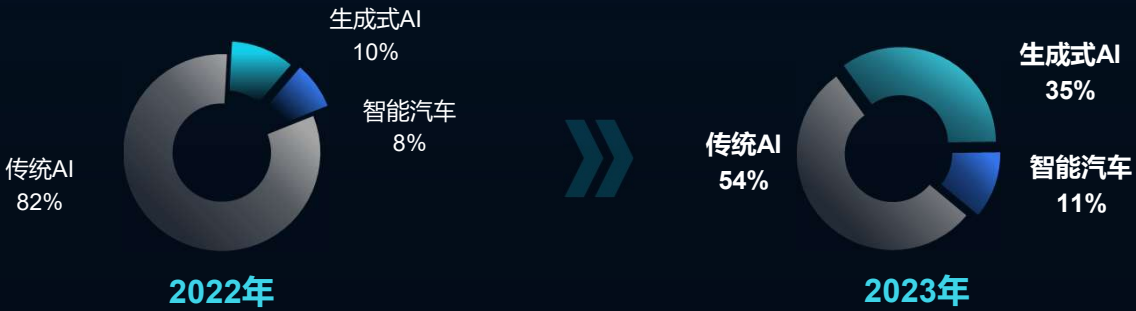 生成式AI
10%
智能汽车
8%
传统AI
82%
2022年
生成式AI
35%
传统AI
54%
智能汽车
11%
2023年